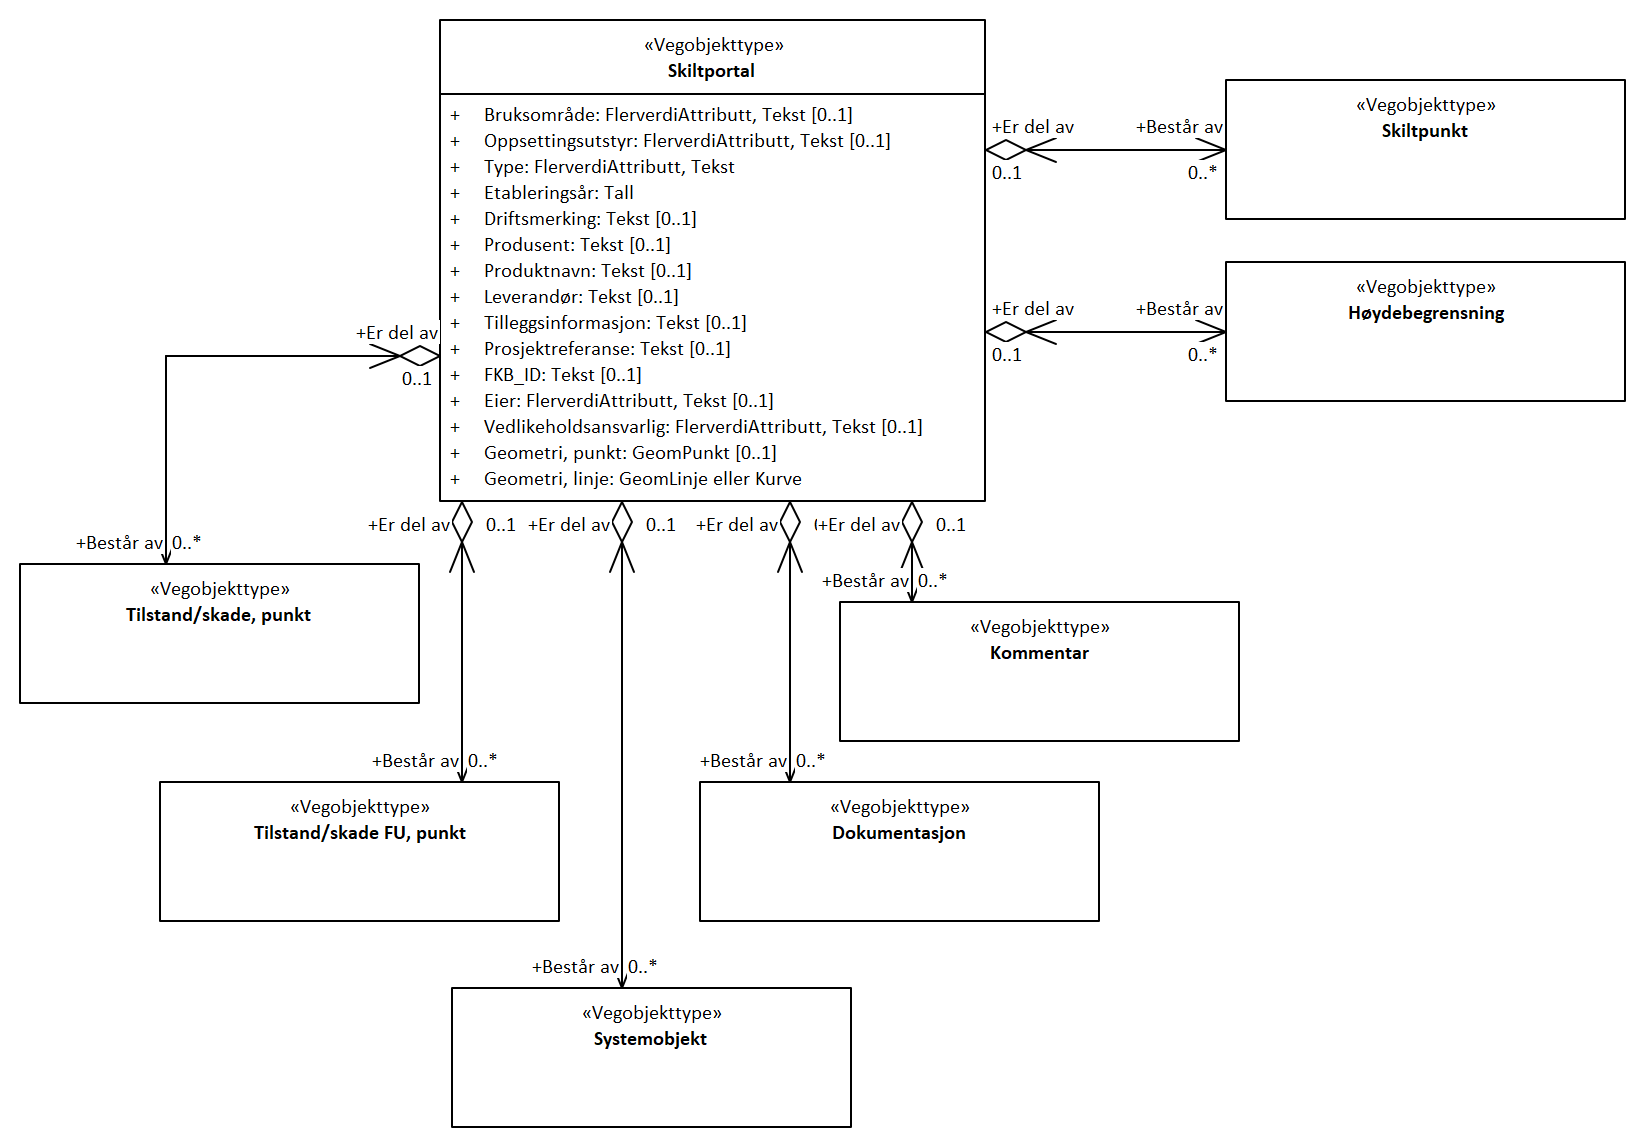 «Vegobjekttype»
Skiltportal
+ Bruksområde: FlerverdiAttributt, Tekst [0..1]
+ Oppsettingsutstyr: FlerverdiAttributt, Tekst [0..1]
+ Type: FlerverdiAttributt, Tekst
+ Etableringsår: Tall
+ Driftsmerking: Tekst [0..1]
+ Produsent: Tekst [0..1]
+ Produktnavn: Tekst [0..1]
+ Leverandør: Tekst [0..1]
+ Tilleggsinformasjon: Tekst [0..1]
+ Prosjektreferanse: Tekst [0..1]
+ FKB_ID: Tekst [0..1]
+ Eier: FlerverdiAttributt, Tekst [0..1]
+ Vedlikeholdsansvarlig: FlerverdiAttributt, Tekst [0..1]
+ Geometri, punkt: GeomPunkt [0..1]
+ Geometri, linje: GeomLinje eller Kurve
+Er del av +Består av
0..1 0..*
«Vegobjekttype»
Skiltpunkt
+Er del av +Består av
0..1 0..*
«Vegobjekttype»
Høydebegrensning
+Er del av
0..1
+Består av 0..*
«Vegobjekttype»
Tilstand/skade, punkt
+Er del av 0..1 +Er del av 0..1 +Er del av +Er del av 0..1
+Består av 0..*
«Vegobjekttype»
Kommentar
+Består av 0..*
«Vegobjekttype»
Tilstand/skade FU, punkt
+Består av 0..*
«Vegobjekttype»
Dokumentasjon
+Består av 0..*
«Vegobjekttype»
Systemobjekt